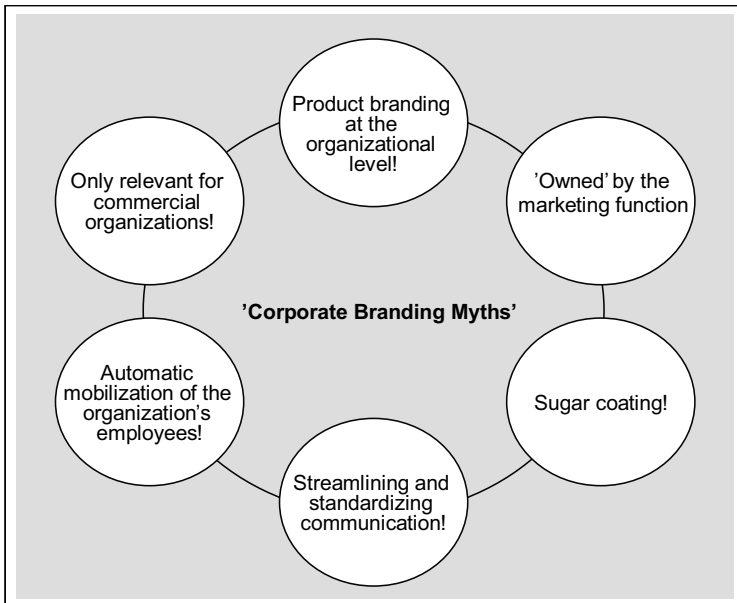 Product branding
at the
organizational
level!
’Owned’ by the
marketing function
Sugar coating!
Streamlining and
standardizing
communication!
Automatic
mobilization of the
organization’s
employees!
Only relevant for
commercial
organizations!
’Corporate Branding Myths’